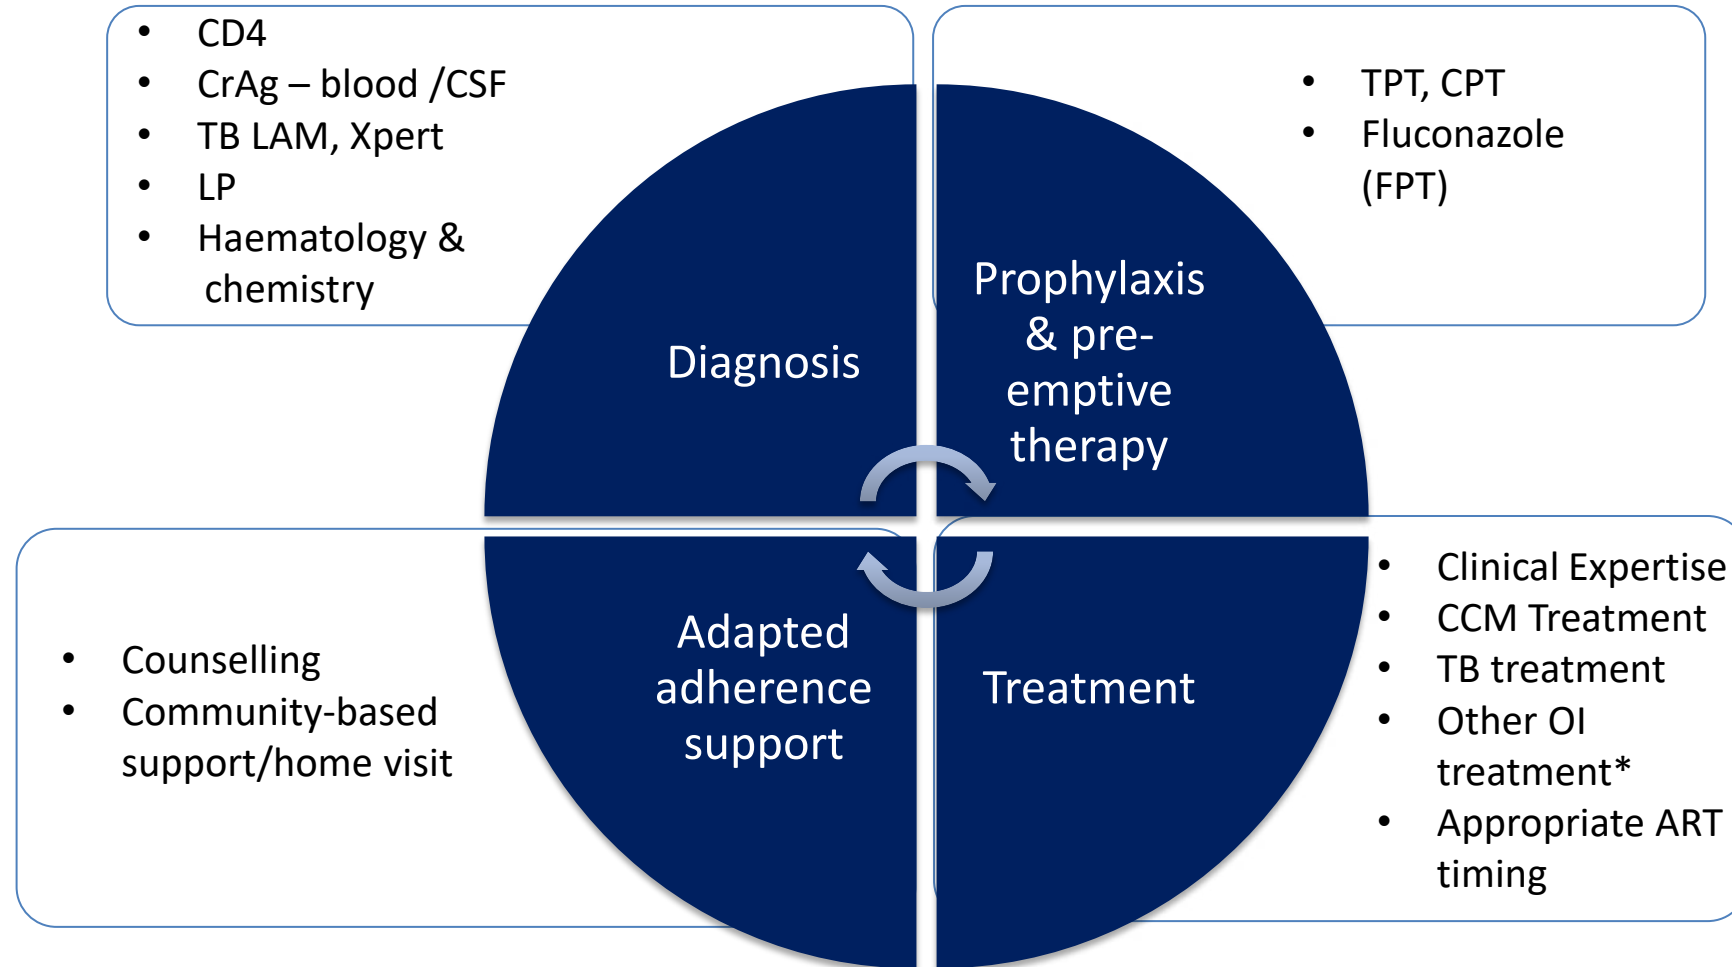 • CD4
• CrAg – blood /CSF
• TB LAM, Xpert
• LP
• Haematology &
chemistry
Diagnosis
• TPT, CPT
• Fluconazole
(FPT)
Prophylaxis
& pre-
emptive
therapy
• Counselling
• Community-based
support/home visit
Adapted
adherence
support
Treatment
• Clinical Expertise
• CCM Treatment
• TB treatment
• Other OI
treatment*
• Appropriate ART
timing